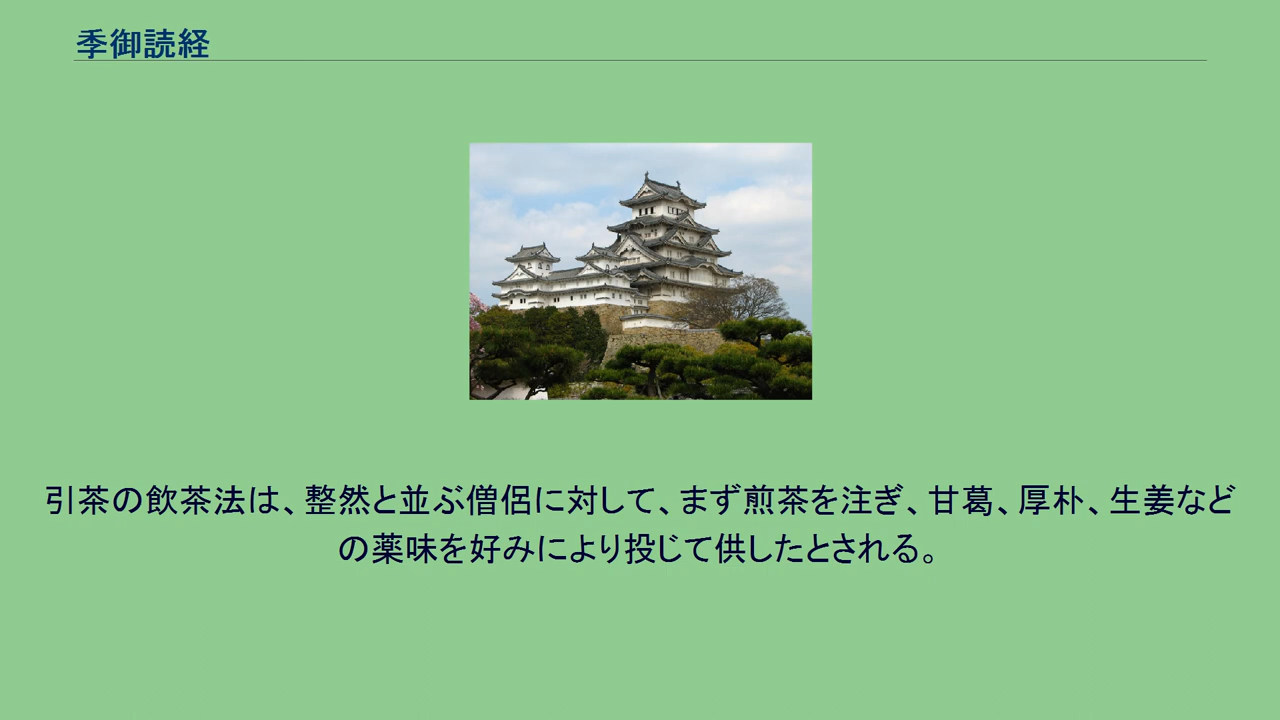 季御読経
引茶の飲茶法は、整然と並ぶ僧侶に対して、まず煎茶を注ぎ、甘葛、厚朴、生姜など
の薬味を好みにより投じて供したとされる。